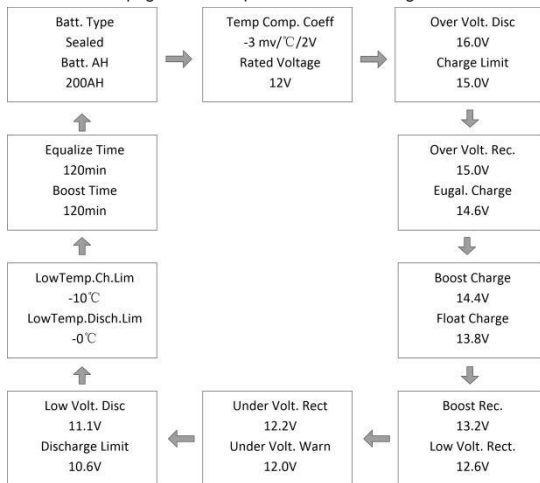 Batt. Type
Sealed
Batt. AH
200AH
Temp Comp. Coeff
-3 mv/℃/2V
Rated Voltage
12V
Over Volt. Disc
16.0V
Charge Limit
15.0V
Over Volt. Rec.
15.0V
Eugal. Charge
14.6V
Boost Charge
14.4V
Float Charge
13.8V
Boost Rec.
13.2V
Low Volt. Rect.
12.6V
Under Volt. Rect
12.2V
Under Volt. Warn
12.0V
Low Volt. Disc
11.1V
Discharge Limit
10.6V
LowTemp.Ch.Lim
-10℃
LowTemp.Disch.Lim
-0℃
Equalize Time
120min
Boost Time
120min